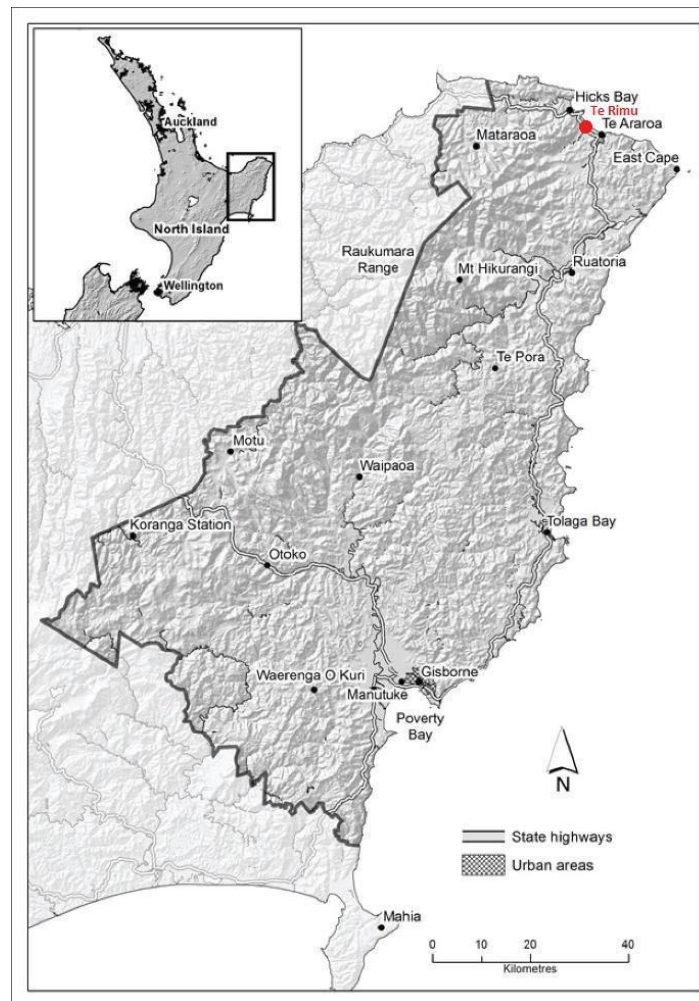 Auckland
North Island
Wellington
Hicks Bay
Te Rimu
Te Araroa
Mataraoa
East Cape
Raukumara
Range
Mt Hikurangi
Ruatoria
Te Pora
Motu
Waipaoa
Koranga Station
Tolaga Bay
Otoko
Waerenga O Kuri
Gisborne
Manutuke
Poverty
Bay
N
State highways
Urban areas
Mahia
0 10 20 40
Kilometres